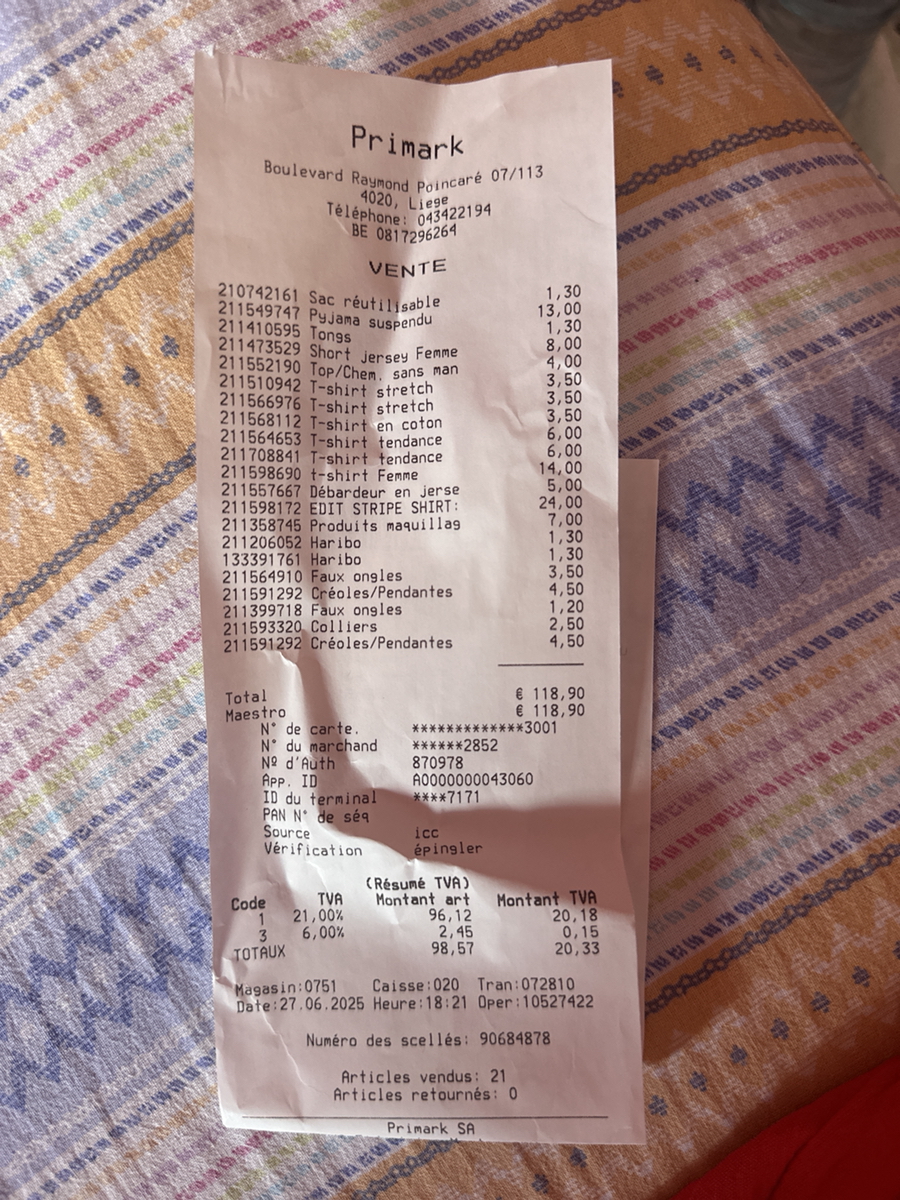 Primark
Boulevard Raymond Poincaré 07/113
4020, Liege
Téléphone: 043422194
BE 0817296264
VENTE
210742161 Sac réutilisable 1,30
211549747 Pyjama suspendu 13,00
211410595 Tongs 1,30
211473529 Short Jersey Femme 8,00
211552190 Top/Chem. sans man 4,00
211510942 T-shirt stretch 3,50
211566976 T-shirt stretch 3,50
211568112 T-shirt en coton 3,50
211564653 T-shirt tendance 6,00
211708841 T-shirt tendance 6,00
211598690 t-shirt Femme 14,00
211557667 Débardeur en jerse 5,00
211598172 EDIT STRIPE SHIRT: 24,00
211358745 Produits maquillag 7,00
211206052 Haribo 1,30
133391761 Haribo 1,30
211564910 Faux ongles 3,50
211591292 Créoles/Pendantes 4,50
211399718 Faux ongles 1,20
211593320 Colliers 2,50
211591292 Créoles/Pendantes 4,50
Total € 118,90
Maestro € 118,90
N° de carte. *************3001
N° du marchand ******2852
Nº d'Auth 870978
App. ID A0000000043060
ID du terminal ****7171
PAN N° de séq
Source icc
Vérification épingler
(Résumé TVA)
Code TVA Montant art Montant TVA
1 21,00% 96,12 20,18
3 6,00% 2,45 0,15
TOTAUX 98,57 20,33
Magasin:0751 Caisse:020 Tran:072810
Date:27.06.2025 Heure:18:21 Oper:10527422
Numéro des scellés: 90684878
Articles vendus: 21
Articles retournés: 0
Primark SA